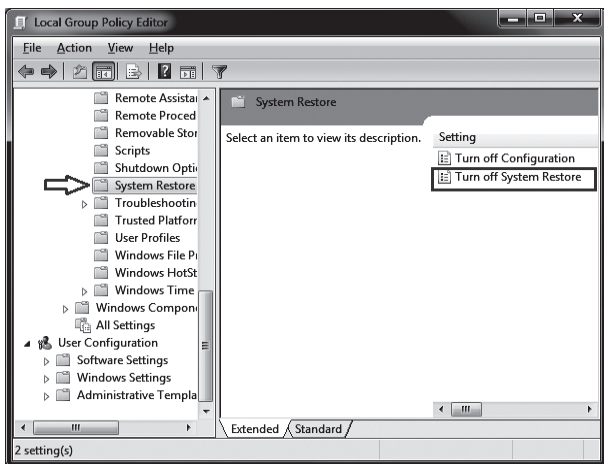 Local Group Policy Editor
File Action View Help
Remote Assista
Remote Proced
Removable Stor
Scripts
Shutdown Opti
System Restore
Troubleshootin
Trusted Platforr
User Profiles
Windows File Pr
Windows HotSt
Windows Time
Windows Compon
All Settings
User Configuration
Software Settings
Windows Settings
Administrative Templa
System Restore
Select an item to view its description.
Setting
Turn off Configuration
Turn off System Restore
Extended Standard
2 setting(s)